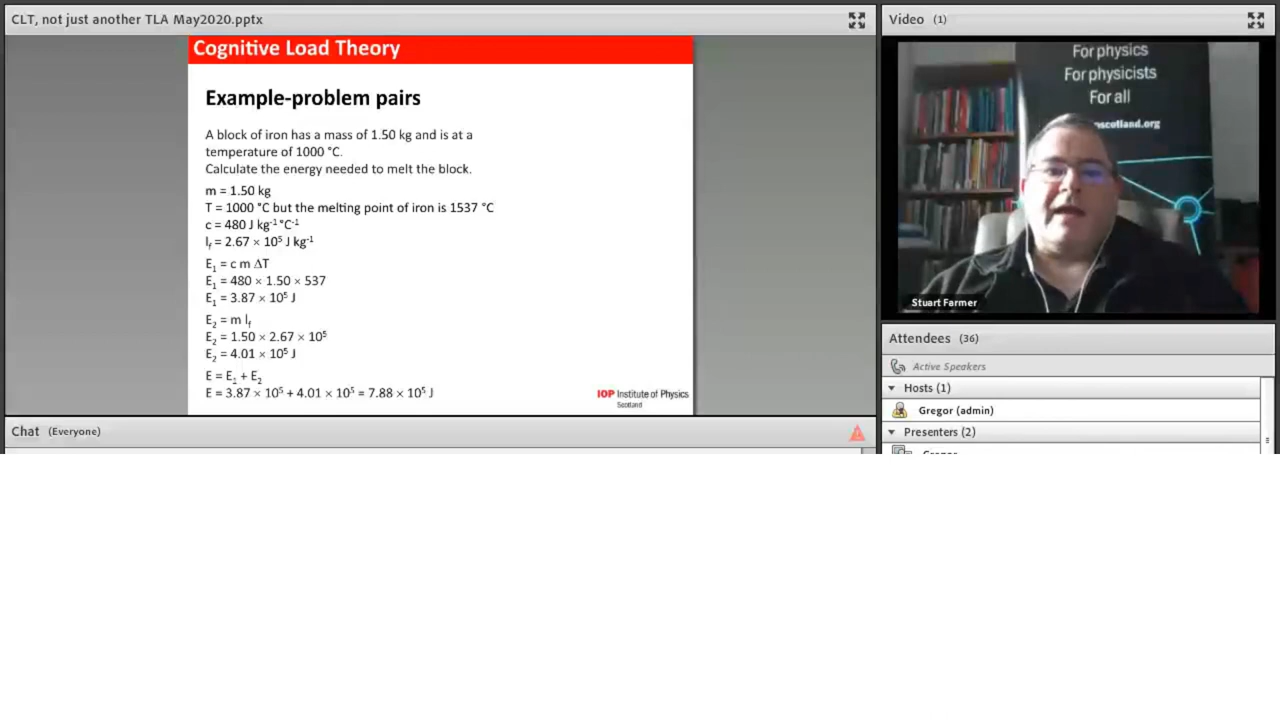 CLT, not just another TLA May2020.pptx
Cognitive Load Theory
Example-problem pairs
A block of iron has a mass of 1.50 kg and is at a
temperature of 1000 °C.
Calculate the energy needed to melt the block.
m = 1.50 kg
T = 1000 °C but the melting point of iron is 1537 °C
c = 480 J kg⁻¹ °C⁻¹
l_f = 2.67 × 10⁵ J kg⁻¹
E₁ = c m ΔT
E₁ = 480 × 1.50 × 537
E₁ = 3.87 × 10⁵ J
E₂ = m l_f
E₂ = 1.50 × 2.67 × 10⁵
E₂ = 4.01 × 10⁵ J
E = E₁ + E₂
E = 3.87 × 10⁵ + 4.01 × 10⁵ = 7.88 × 10⁵ J
IOP Institute of Physics
Scotland
Chat (Everyone)
Video (1)
For physics
For physicists
For all
scotland.org
Stuart Farmer
Attendees (36)
Active Speakers
Hosts (1)
Gregor (admin)
Presenters (2)